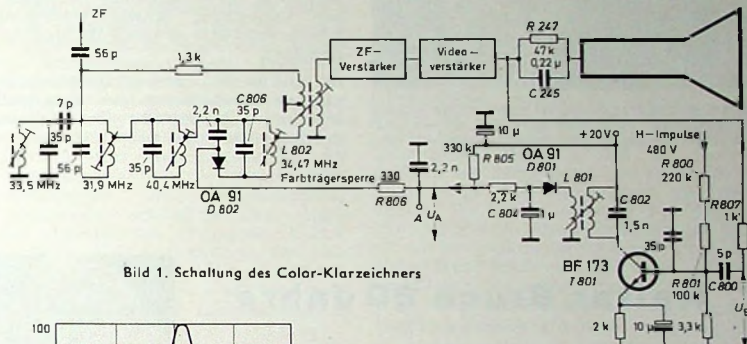 ZF
56 p
1,3 k
ZF-
Verstärker
Video-
verstärker
R 247
47 k
0,22 µ
C 245
7 p
35 p
33,5 MHz
56 p
31,9 MHz
35 p
40,4 MHz
2,2 n
C 806
35 p
L 802
34,47 MHz
Farbträgersperre
OA 91
D 802
330
R 806
2,2 n
A
U_A
10 µ
330 k
R 805
2,2 k
OA 91
D 801
C 804
1 µ
L 801
+20V
C 802
1,5 n
H-Impulse
480 V
R 800
220 k
R 807
1 k
35 p
5 p
C 800
BF 173
T 801
R 801
100 k
2 k
10 µ
3,3 k
Bild 1. Schaltung des Color-Klarzeichners
100